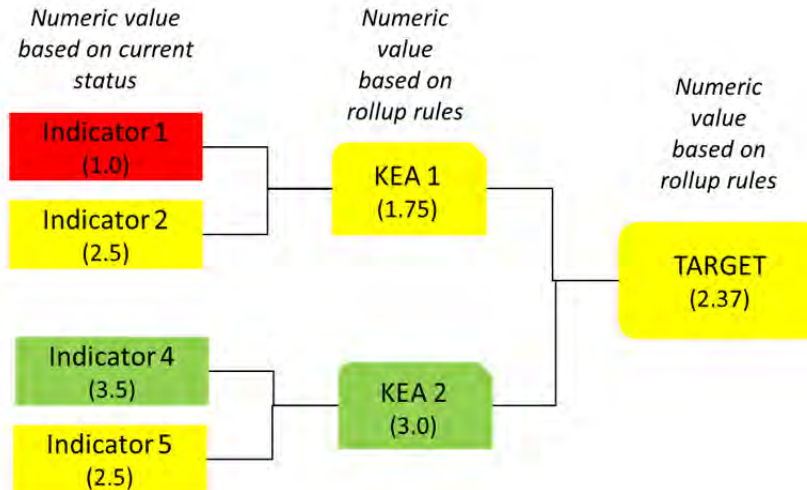 Numeric value
based on current
status
Indicator 1
(1.0)
Indicator 2
(2.5)
Indicator 4
(3.5)
Indicator 5
(2.5)
Numeric
value
based on
rollup rules
KEA 1
(1.75)
KEA 2
(3.0)
Numeric
value
based on
rollup rules
TARGET
(2.37)